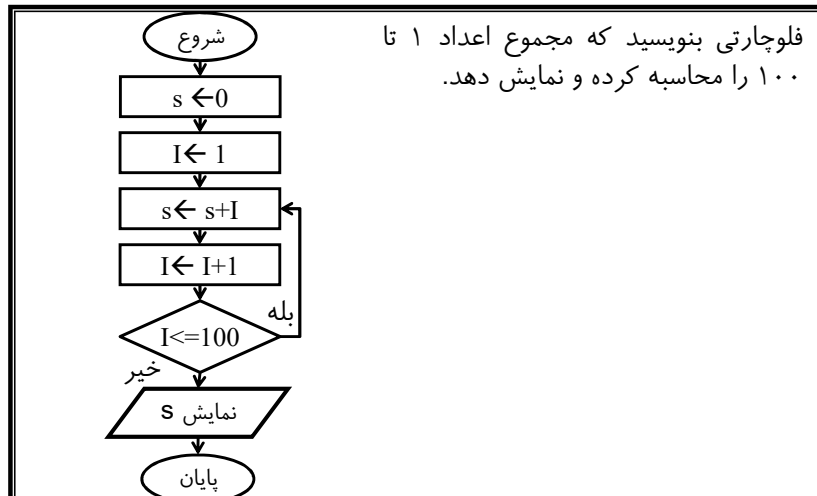 فلوچارتی بنویسید که مجموع اعداد ۱ تا
۱۰۰ را محاسبه کرده و نمایش دهد.
شروع
s ←0
I← 1
s← s+I
I← I+1
I<=100
بله
خیر
نمایش s
پایان